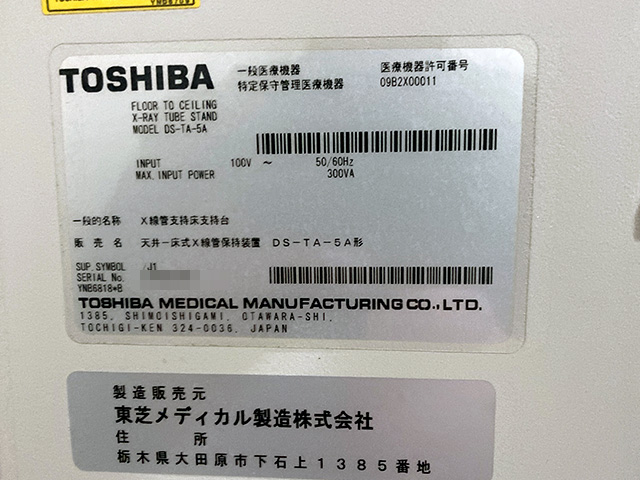 TOSHIBA
一般医療機器
特定保守管理医療機器
医療機器許可番号
09B2X00011
FLOOR TO CEILING
X-RAY TUBE STAND
MODEL DS-TA-5A
INPUT 100V ~ 50/60Hz
MAX. INPUT POWER 300VA
一般的名称 X線管支持床支持台
販売名 天井－床式X線管保持装置 DS-TA-5A形
SUP. SYMBOL /J1
SERIAL No.
YNB6818*B
TOSHIBA MEDICAL MANUFACTURING CO., LTD.
1385, SHIMOISHIGAMI, OTAWARA-SHI,
TOCHIGI-KEN 324-0036, JAPAN
製造販売元
東芝メディカル製造株式会社
住所
栃木県大田原市下石上1385番地